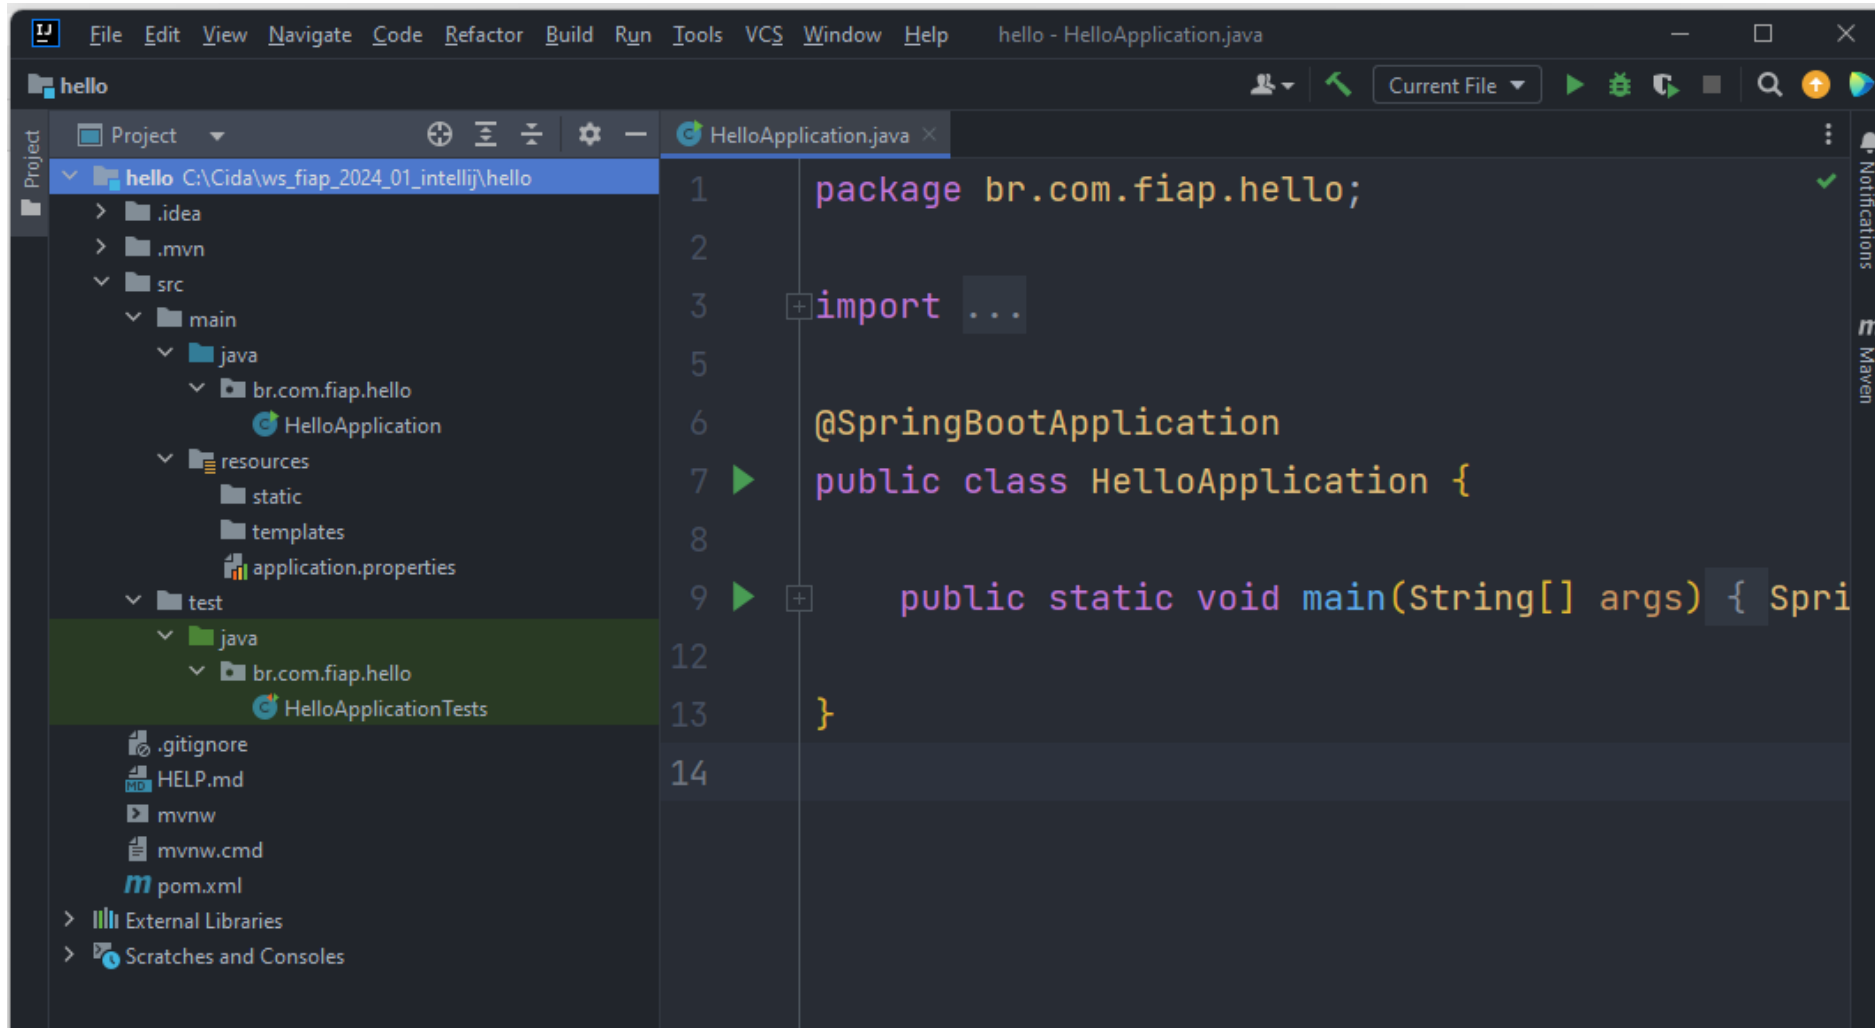 IJ File Edit View Navigate Code Refactor Build Run Tools VCS Window Help hello - HelloApplication.java
hello Current File
Project HelloApplication.java
Project
hello C:\Cida\ws_fiap_2024_01_intellij\hello
.idea
.mvn
src
main
java
br.com.fiap.hello
HelloApplication
resources
static
templates
application.properties
test
java
br.com.fiap.hello
HelloApplicationTests
.gitignore
HELP.md
mvnw
mvnw.cmd
pom.xml
External Libraries
Scratches and Consoles
1 package br.com.fiap.hello;
2
3 import ...
5
6 @SpringBootApplication
7 public class HelloApplication {
8
9 public static void main(String[] args) { Spri
12
13 }
14
Notifications
m Maven